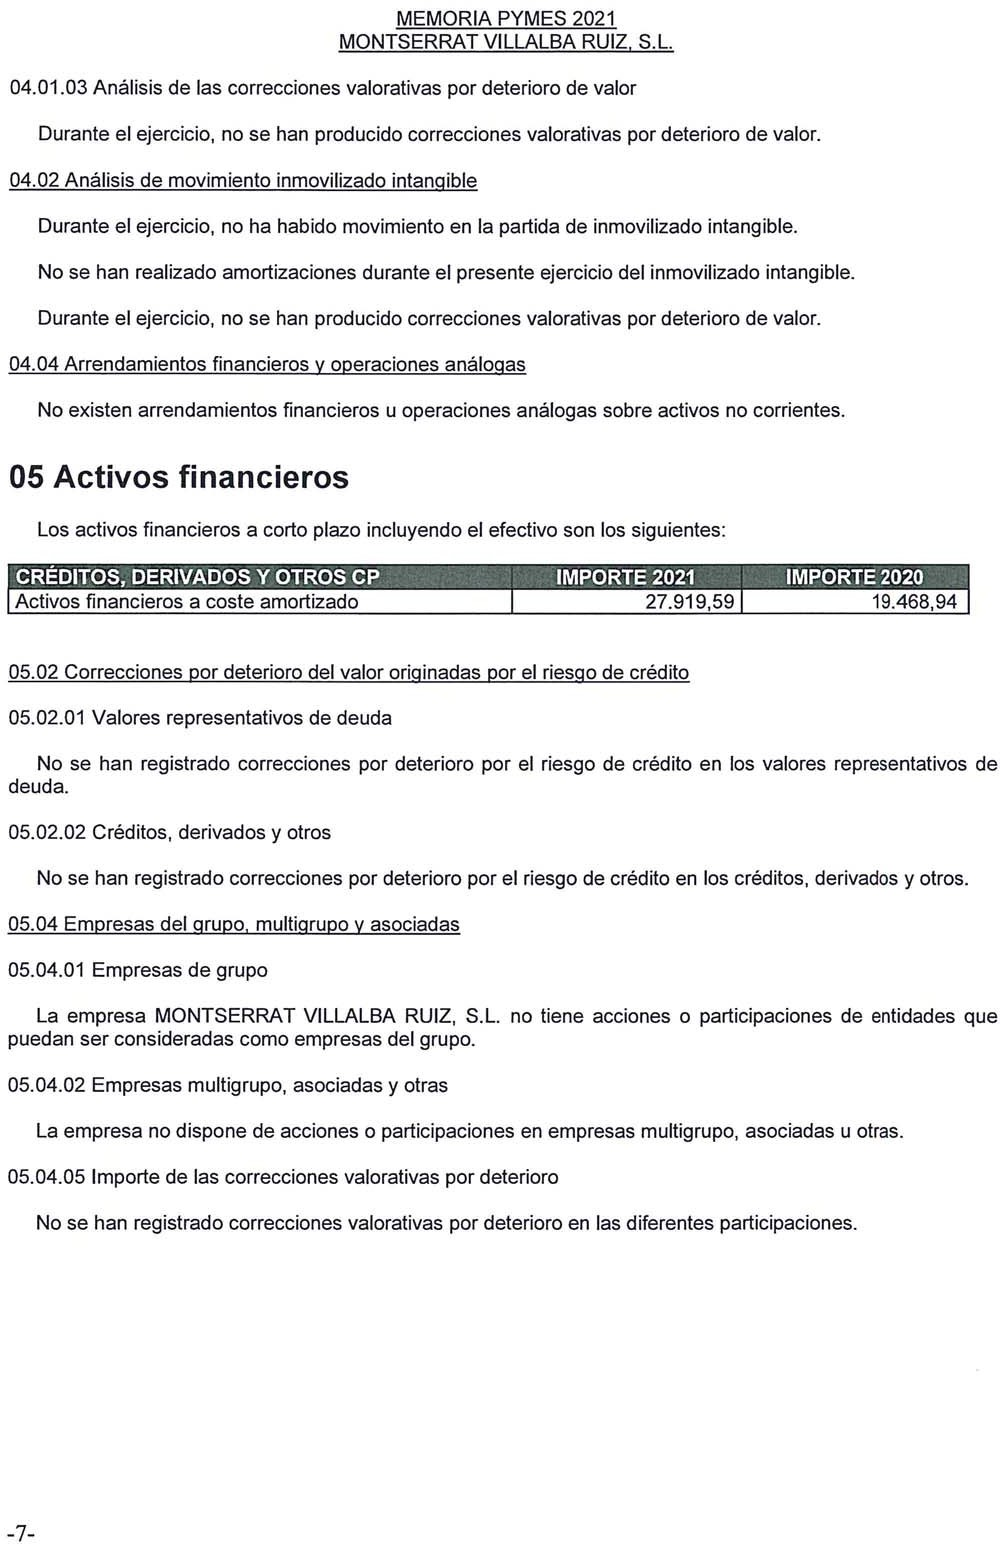 MEMORIA PYMES 2021
MONTSERRAT VILLALBA RUIZ, S.L.
04.01.03 Análisis de las correcciones valorativas por deterioro de valor
Durante el ejercicio, no se han producido correcciones valorativas por deterioro de valor.
04.02 Análisis de movimiento inmovilizado intangible
Durante el ejercicio, no ha habido movimiento en la partida de inmovilizado intangible.
No se han realizado amortizaciones durante el presente ejercicio del inmovilizado intangible.
Durante el ejercicio, no se han producido correcciones valorativas por deterioro de valor.
04.04 Arrendamientos financieros y operaciones análogas
No existen arrendamientos financieros u operaciones análogas sobre activos no corrientes.
05 Activos financieros
Los activos financieros a corto plazo incluyendo el efectivo son los siguientes:
CRÉDITOS, DERIVADOS Y OTROS CP IMPORTE 2021 IMPORTE 2020
Activos financieros a coste amortizado 27.919,59 19.468,94
05.02 Correcciones por deterioro del valor originadas por el riesgo de crédito
05.02.01 Valores representativos de deuda
No se han registrado correcciones por deterioro por el riesgo de crédito en los valores representativos de
deuda.
05.02.02 Créditos, derivados y otros
No se han registrado correcciones por deterioro por el riesgo de crédito en los créditos, derivados y otros.
05.04 Empresas del grupo, multigrupo y asociadas
05.04.01 Empresas de grupo
La empresa MONTSERRAT VILLALBA RUIZ, S.L. no tiene acciones o participaciones de entidades que
puedan ser consideradas como empresas del grupo.
05.04.02 Empresas multigrupo, asociadas y otras
La empresa no dispone de acciones o participaciones en empresas multigrupo, asociadas u otras.
05.04.05 Importe de las correcciones valorativas por deterioro
No se han registrado correcciones valorativas por deterioro en las diferentes participaciones.
-7-